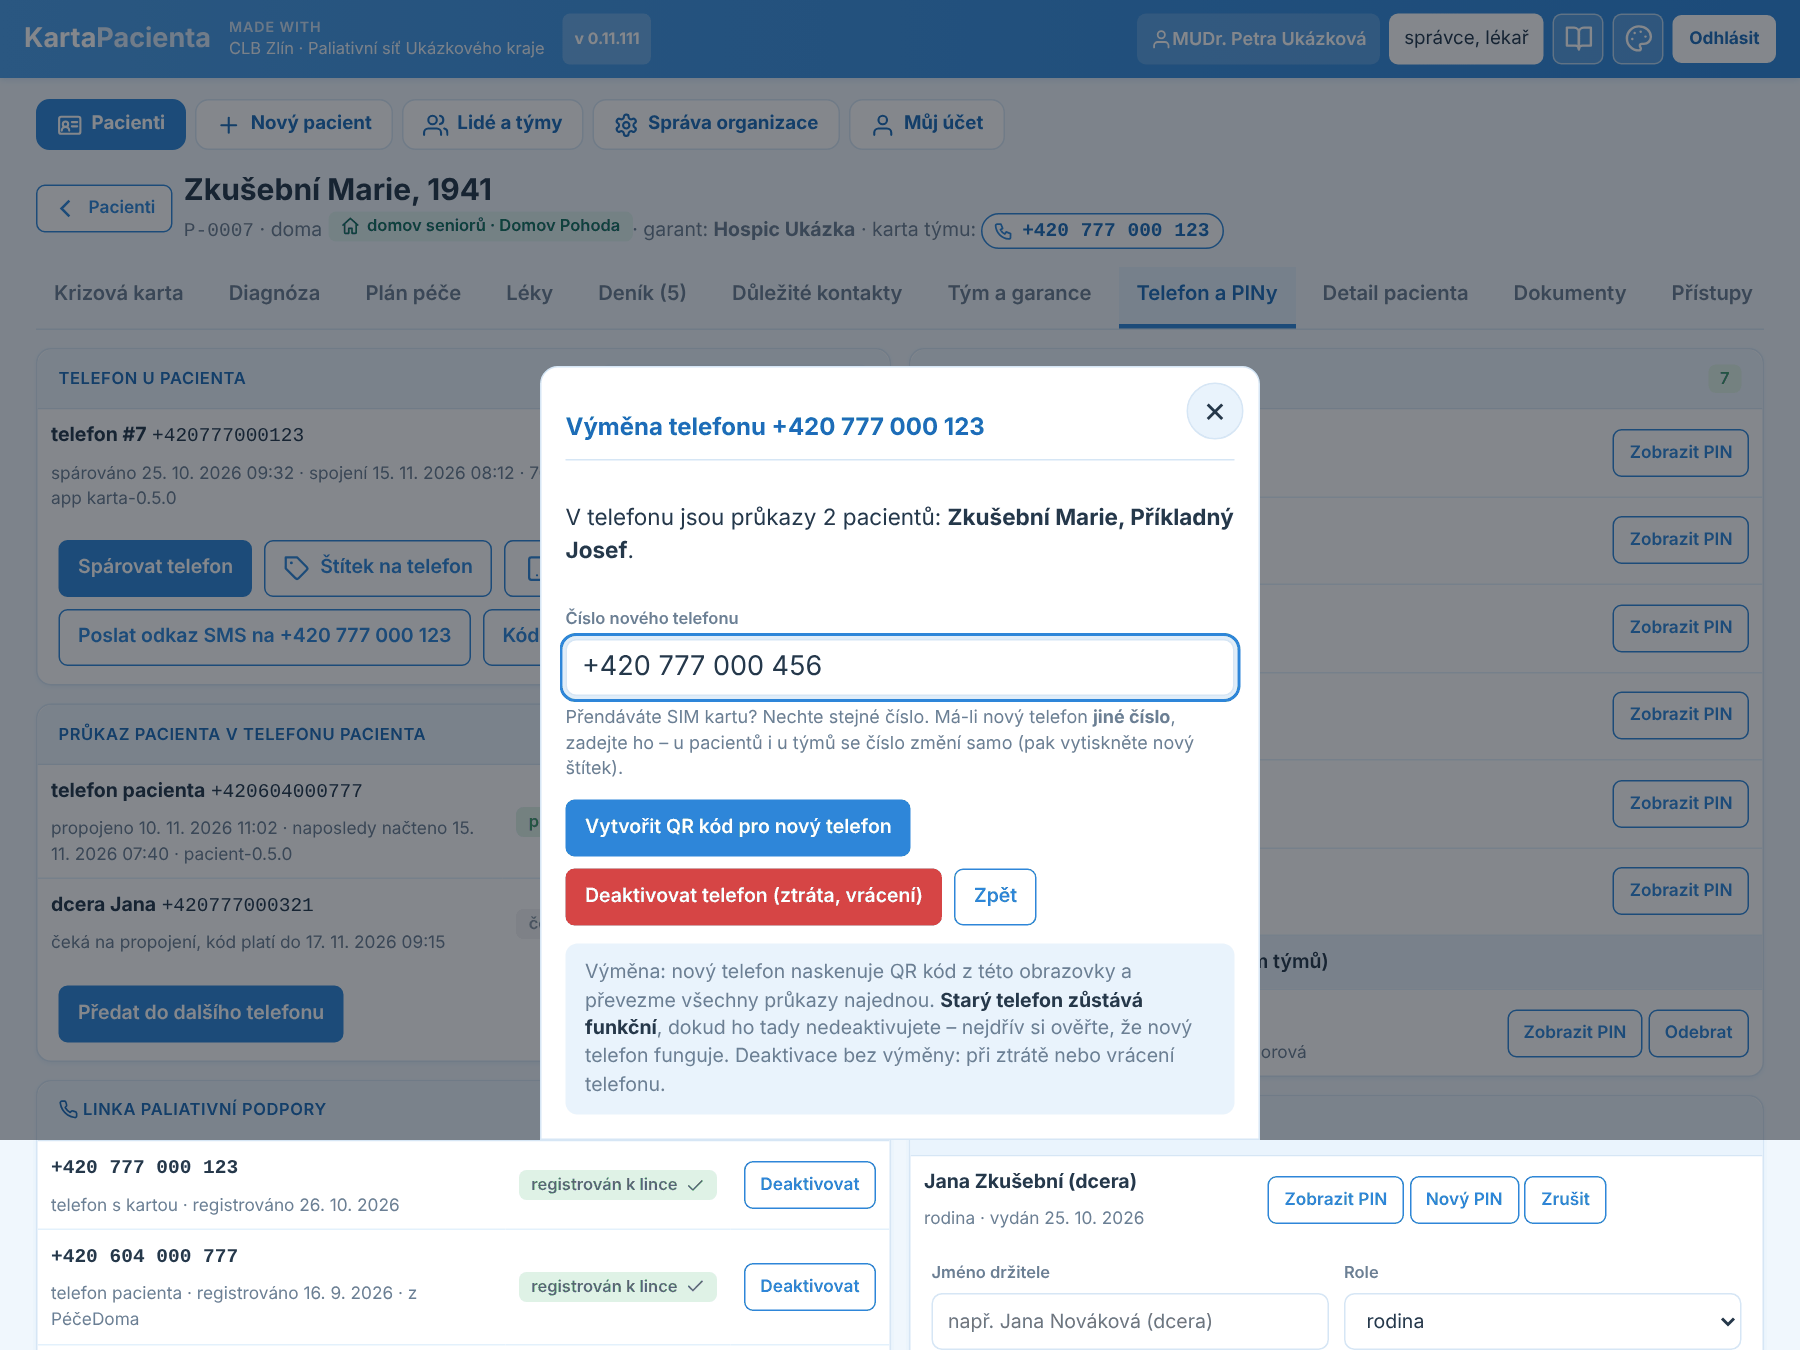 KartaPacienta
MADE WITH
CLB Zlín · Paliativní síť Ukázkového kraje
v 0.11.111
MUDr. Petra Ukázková
správce, lékař
Odhlásit
Pacienti
Nový pacient
Lidé a týmy
Správa organizace
Můj účet
Pacienti
Zkušební Marie, 1941
P-0007 · doma
domov seniorů · Domov Pohoda
· garant: Hospic Ukázka · karta týmu:
+420 777 000 123
Krizová karta
Diagnóza
Plán péče
Léky
Deník (5)
Důležité kontakty
Tým a garance
Telefon a PINy
Detail pacienta
Dokumenty
Přístupy
TELEFON U PACIENTA
telefon #7 +420777000123
spárováno 25. 10. 2026 09:32 · spojení 15. 11. 2026 08:12 · 7
app karta-0.5.0
Spárovat telefon
Štítek na telefon
Poslat odkaz SMS na +420 777 000 123
Kód
PRŮKAZ PACIENTA V TELEFONU PACIENTA
telefon pacienta +420604000777
propojeno 10. 11. 2026 11:02 · naposledy načteno 15.
11. 2026 07:40 · pacient-0.5.0
p
dcera Jana +420777000321
čeká na propojení, kód platí do 17. 11. 2026 09:15
če
Předat do dalšího telefonu
LINKA PALIATIVNÍ PODPORY
+420 777 000 123
telefon s kartou · registrováno 26. 10. 2026
registrován k lince
Deaktivovat
+420 604 000 777
telefon pacienta · registrováno 16. 9. 2026 · z
PéčeDoma
registrován k lince
Deaktivovat
Výměna telefonu +420 777 000 123
V telefonu jsou průkazy 2 pacientů: Zkušební Marie, Příkladný
Josef.
Číslo nového telefonu
+420 777 000 456
Přendáváte SIM kartu? Nechte stejné číslo. Má-li nový telefon jiné číslo,
zadejte ho – u pacientů i u týmů se číslo změní samo (pak vytiskněte nový
štítek).
Vytvořit QR kód pro nový telefon
Deaktivovat telefon (ztráta, vrácení)
Zpět
Výměna: nový telefon naskenuje QR kód z této obrazovky a
převezme všechny průkazy najednou. Starý telefon zůstává
funkční, dokud ho tady nedeaktivujete – nejdřív si ověřte, že nový
telefon funguje. Deaktivace bez výměny: při ztrátě nebo vrácení
telefonu.
7
Zobrazit PIN
Zobrazit PIN
Zobrazit PIN
Zobrazit PIN
Zobrazit PIN
Zobrazit PIN
n týmů)
orová
Zobrazit PIN
Odebrat
Jana Zkušební (dcera)
rodina · vydán 25. 10. 2026
Zobrazit PIN
Nový PIN
Zrušit
Jméno držitele
Role
např. Jana Nováková (dcera)
rodina